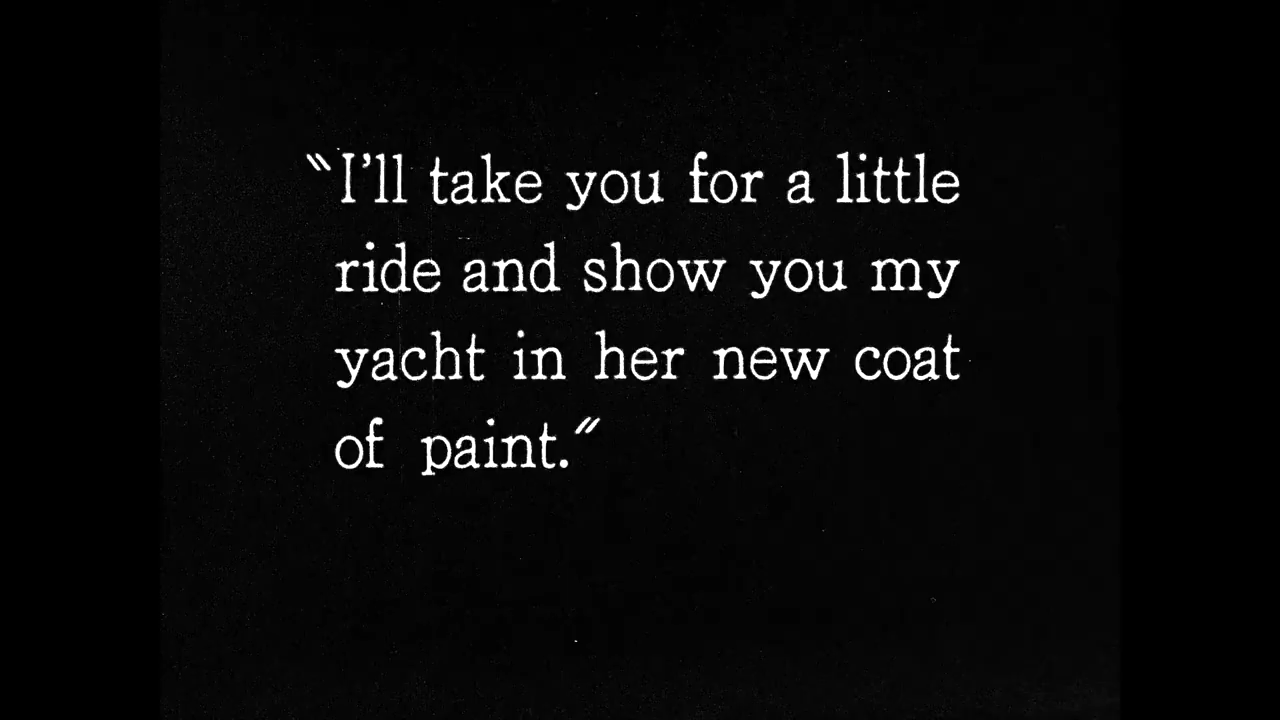 "I'll take you for a little
ride and show you my
yacht in her new coat
of paint."